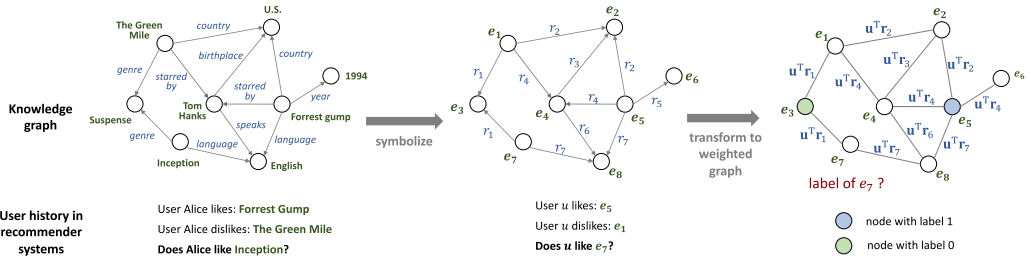 Knowledge
graph
The Green
Mile
country
U.S.
birthplace
country
genre
starred
by
starred
by
1994
year
Suspense
Tom
Hanks
Forrest gump
genre
language
speaks
language
Inception
English
symbolize
e₁
r₂
e₂
r₁
r₄
r₃
r₂
e₆
e₃
e₄
r₄
e₅
r₅
r₁
r₆
r₇
e₇
r₇
e₈
transform to
weighted
graph
e₁
uᵀr₂
e₂
uᵀr₁
uᵀr₃
uᵀr₂
uᵀr₄
e₆
e₃
e₄
uᵀr₄
e₅
uᵀr₄
uᵀr₁
uᵀr₆
uᵀr₇
e₇
uᵀr₇
e₈
label of e₇ ?
User history in
recommender
systems
User Alice likes: Forrest Gump
User Alice dislikes: The Green Mile
Does Alice like Inception?
User u likes: e₅
User u dislikes: e₁
Does u like e₇?
node with label 1
node with label 0